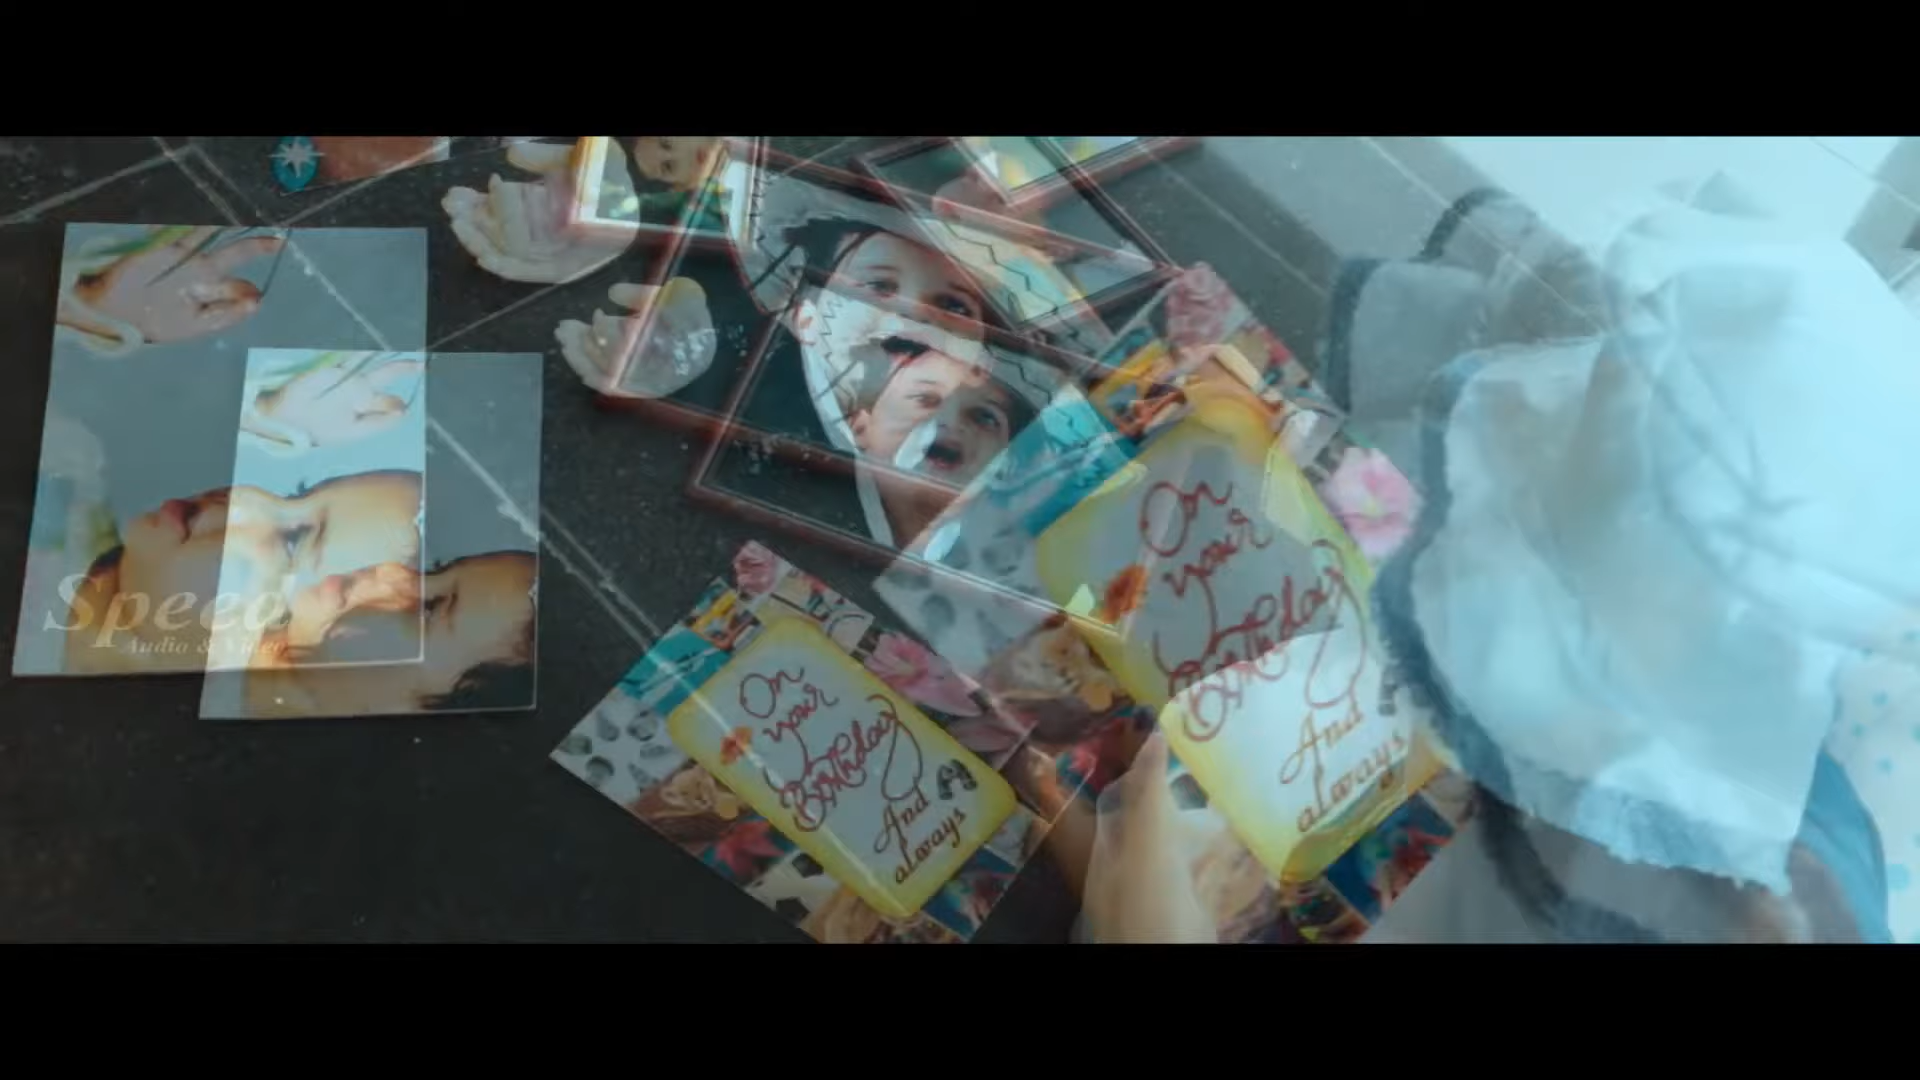 Speed
Audio & Video
On
your
Birthday
And
always
On
your
Birthday
And
always